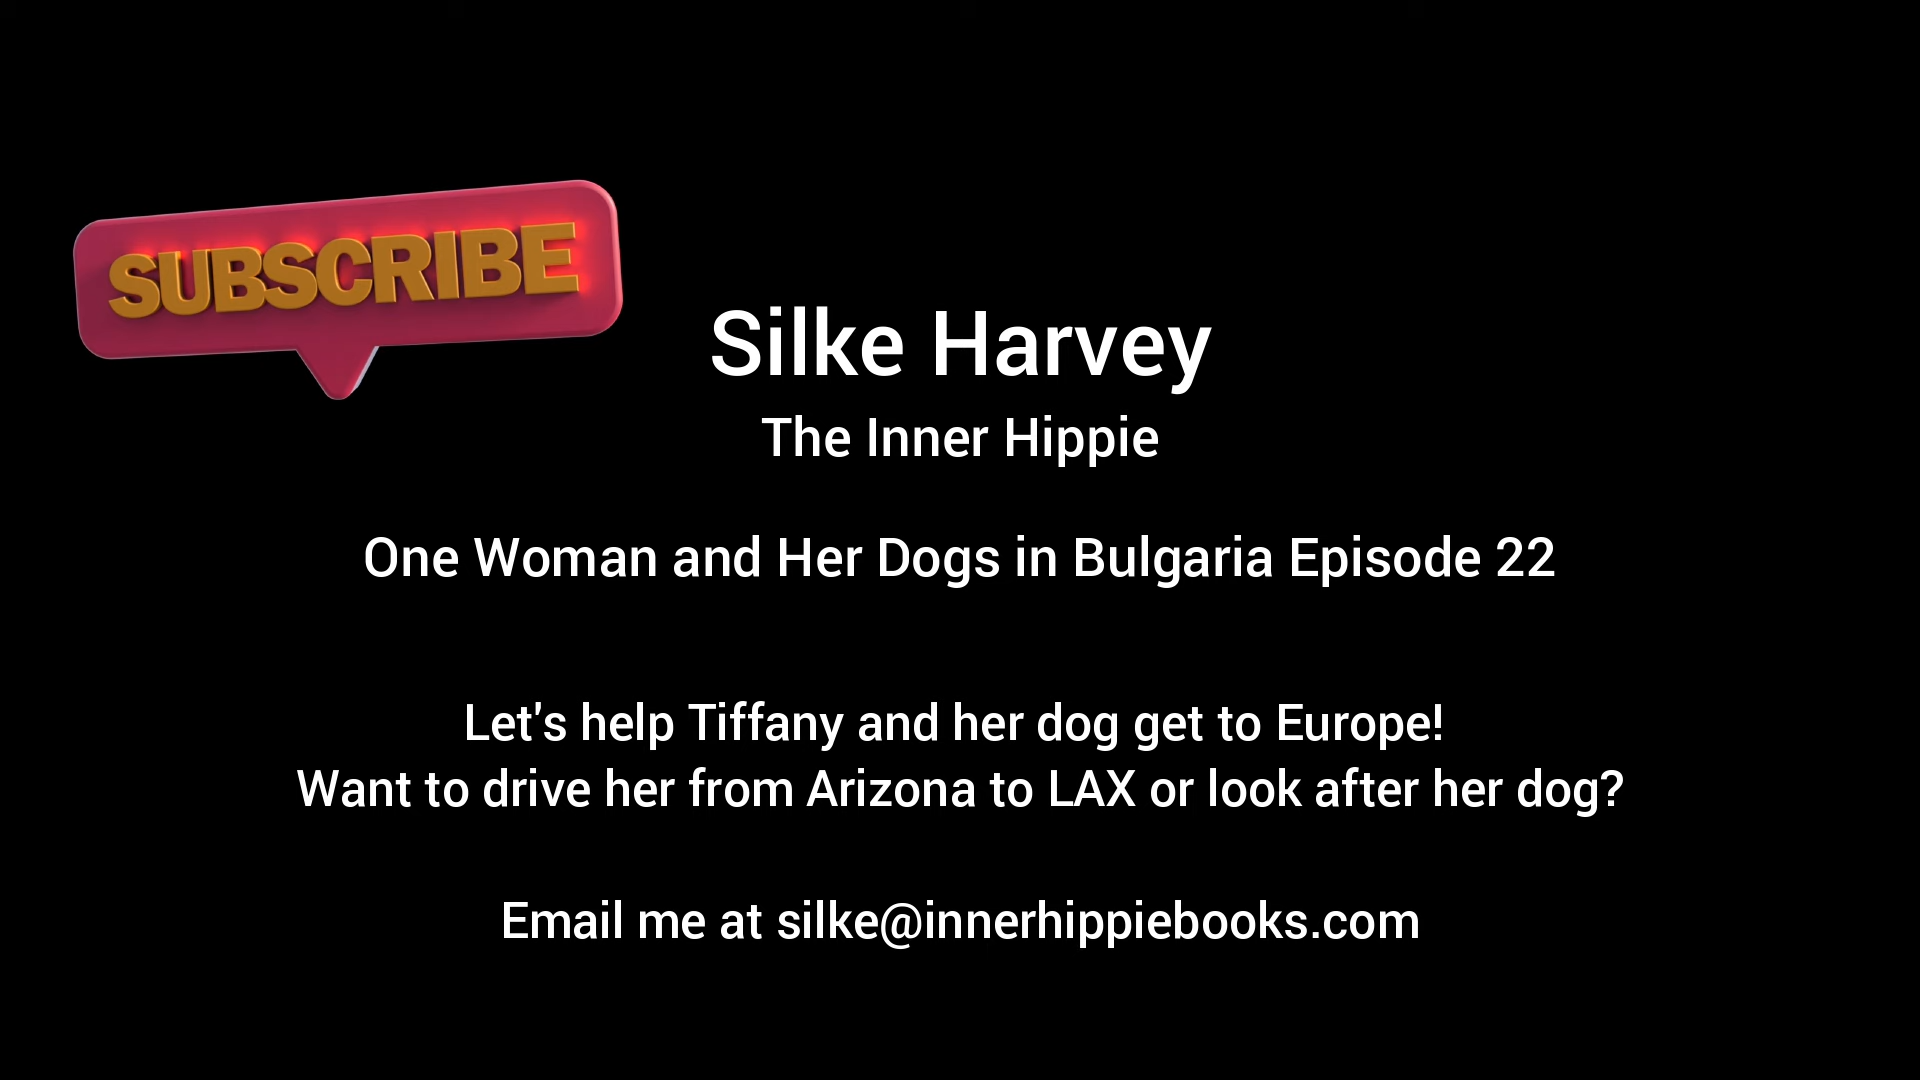 SUBSCRIBE
Silke Harvey
The Inner Hippie
One Woman and Her Dogs in Bulgaria Episode 22
Let's help Tiffany and her dog get to Europe!
Want to drive her from Arizona to LAX or look after her dog?
Email me at silke@innerhippiebooks.com